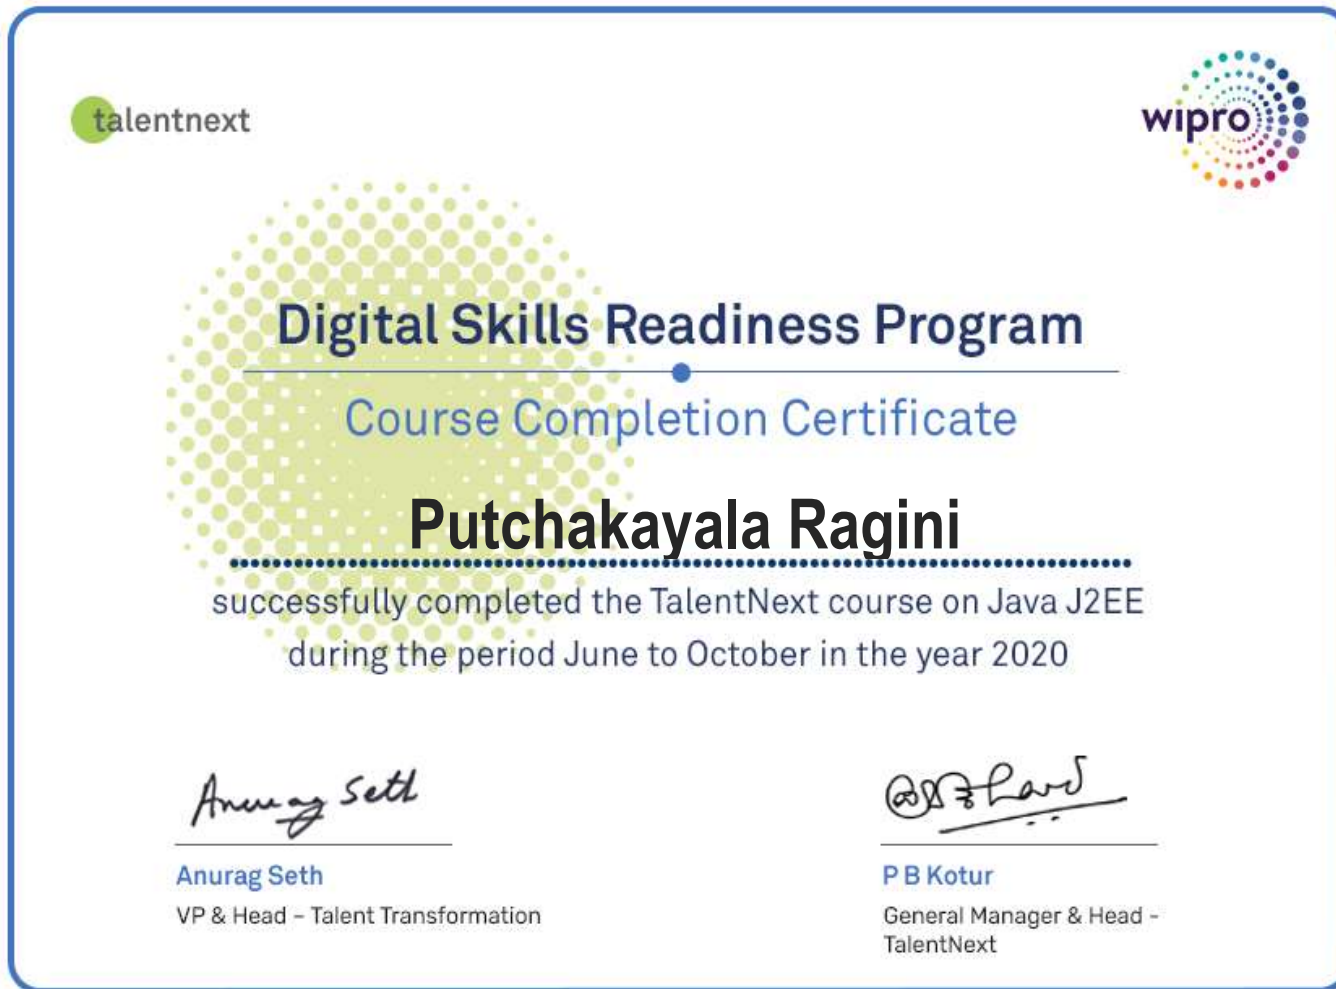 talentnext
wipro
Digital Skills Readiness Program
Course Completion Certificate
Putchakayala Ragini
successfully completed the TalentNext course on Java J2EE
during the period June to October in the year 2020
Anurag Seth
Anurag Seth
VP & Head – Talent Transformation
P B Kotur
General Manager & Head -
TalentNext